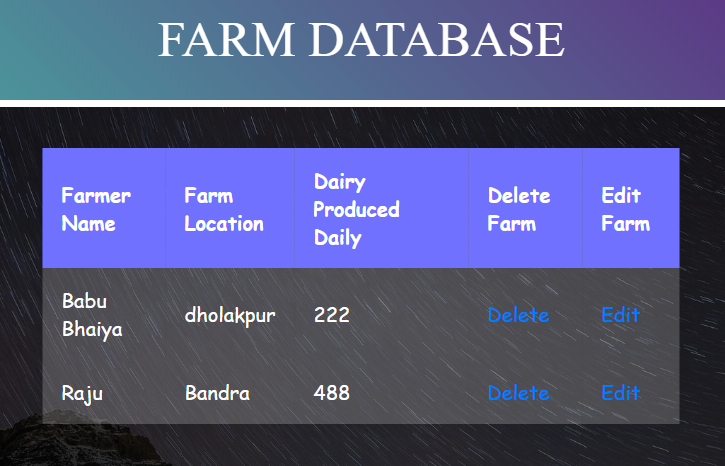 FARM DATABASE
Farmer Name
Farm Location
Dairy Produced Daily
Delete Farm
Edit Farm
Babu Bhaiya
dholakpur
222
Delete
Edit
Raju
Bandra
488
Delete
Edit